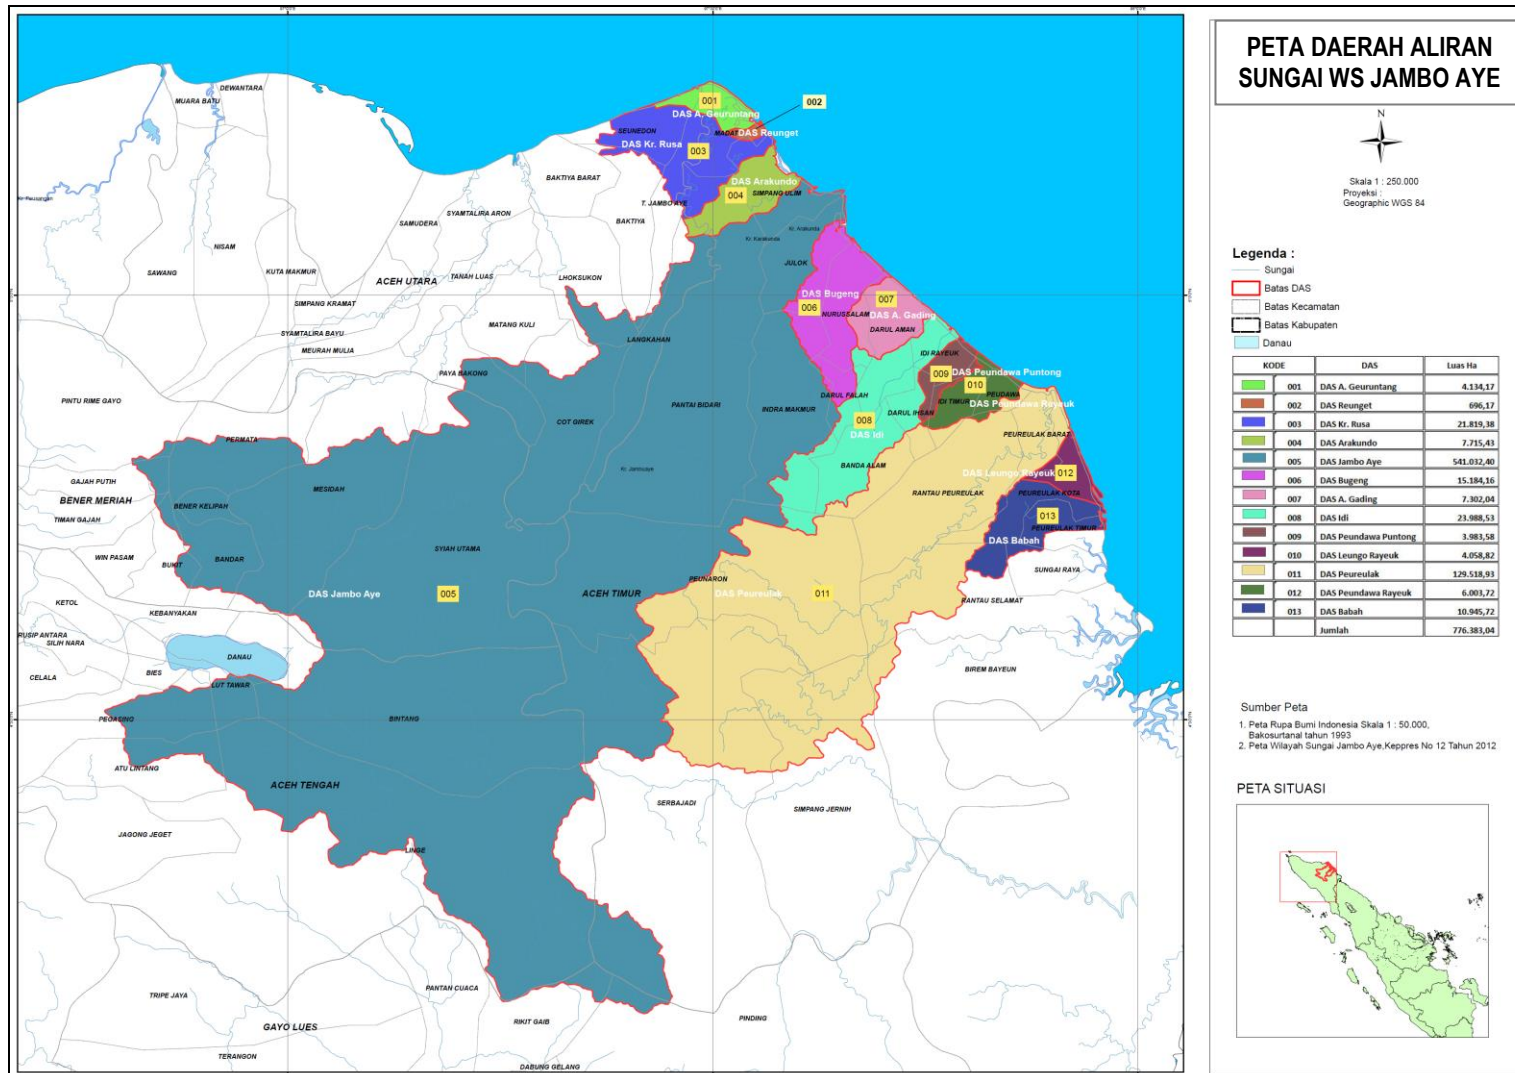 PETA DAERAH ALIRAN
SUNGAI WS JAMBO AYE
N
Skala 1 : 250.000
Proyeksi :
Geographic WGS 84
Legenda :
Sungai
Batas DAS
Batas Kecamatan
Batas Kabupaten
Danau
KODE DAS Luas Ha
001 DAS A. Geuruntang 4.134,17
002 DAS Reunget 696,17
003 DAS Kr. Rusa 21.819,38
004 DAS Arakundo 7.715,43
005 DAS Jambo Aye 541.032,40
006 DAS Bugeng 15.184,16
007 DAS A. Gading 7.302,04
008 DAS Idi 23.988,53
009 DAS Peundawa Puntong 3.983,58
010 DAS Leungo Rayeuk 4.058,82
011 DAS Peureulak 129.518,93
012 DAS Peundawa Rayeuk 6.003,72
013 DAS Babah 10.945,72
Jumlah 776.383,04
Sumber Peta
1. Peta Rupa Bumi Indonesia Skala 1 : 50.000,
Bakosurtanal tahun 1993
2. Peta Wilayah Sungai Jambo Aye,Keppres No 12 Tahun 2012
PETA SITUASI
DEWANTARA
MUARA BATU
001
002
DAS A. Geuruntang
SEUNEDON
DAS Reunget
DAS Kr. Rusa
003
BAKTIYA BARAT
DAS Arakundo
004
SIMPANG ULIM
T. JAMBO AYE
SYAMTALIRA ARON
SAMUDERA
BAKTIYA
Kr. Arakunda
NISAM
SAWANG
KUTA MAKMUR
ACEH UTARA
TANAH LUAS
LHOKSUKON
JULOK
DAS Bugeng
006
007
NURUSSALAM
DAS A. Gading
DARUL AMAN
SIMPANG KRAMAT
MATANG KULI
SYAMTALIRA BAYU
LANGKAHAN
MEURAH MULIA
IDI RAYEUK
PAYA BAKONG
009
DAS Peundawa Puntong
010
PINTU RIME GAYO
DARUL FALAH
IDI TIMUR
PEUDAWA
PANTAI BIDARI
INDRA MAKMUR
DARUL IHSAN
DAS Peundawa Rayeuk
COT GIREK
008
DAS Idi
PERMATA
PEUREULAK BARAT
BANDA ALAM
DAS Leungo Rayeuk
012
GAJAH PUTIH
MESIDAH
RANTAU PEUREULAK
PEUREULAK KOTA
BENER MERIAH
BENER KELIPAH
013
TIMAN GAJAH
PEUREULAK TIMUR
DAS Babah
WIN PASAM
BANDAR
SYIAH UTAMA
BUKIT
SUNGAI RAYA
PEUNARON
DAS Jambo Aye
005
ACEH TIMUR
DAS Peureulak
011
RANTAU SELAMAT
KETOL
KEBANYAKAN
RUSIP ANTARA
SILIH NARA
DANAU
CELALA
BIES
LUT TAWAR
BIREM BAYEUN
PEGASING
BINTANG
ATU LINTANG
ACEH TENGAH
SERBAJADI
SIMPANG JERNIH
JAGONG JEGET
LINGE
TRIPE JAYA
PANTAN CUACA
GAYO LUES
RIKIT GAIB
PINDING
TERANGON
DABUNG GELANG